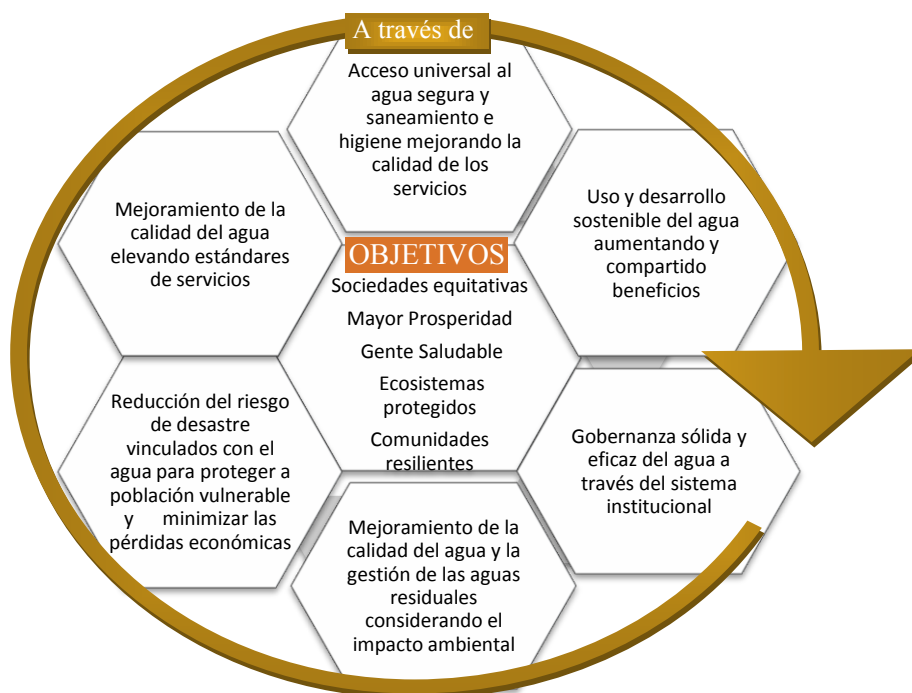 A través de
Acceso universal al
agua segura y
saneamiento e
higiene mejorando la
calidad de los
servicios
Uso y desarrollo
sostenible del agua
aumentando y
compartido
beneficios
Gobernanza sólida y
eficaz del agua a
través del sistema
institucional
Mejoramiento de la
calidad del agua y la
gestión de las aguas
residuales
considerando el
impacto ambiental
Reducción del riesgo
de desastre
vinculados con el
agua para proteger a
población vulnerable
y minimizar las
pérdidas económicas
Mejoramiento de la
calidad del agua
elevando estándares
de servicios
OBJETIVOS
Sociedades equitativas
Mayor Prosperidad
Gente Saludable
Ecosistemas
protegidos
Comunidades
resilientes